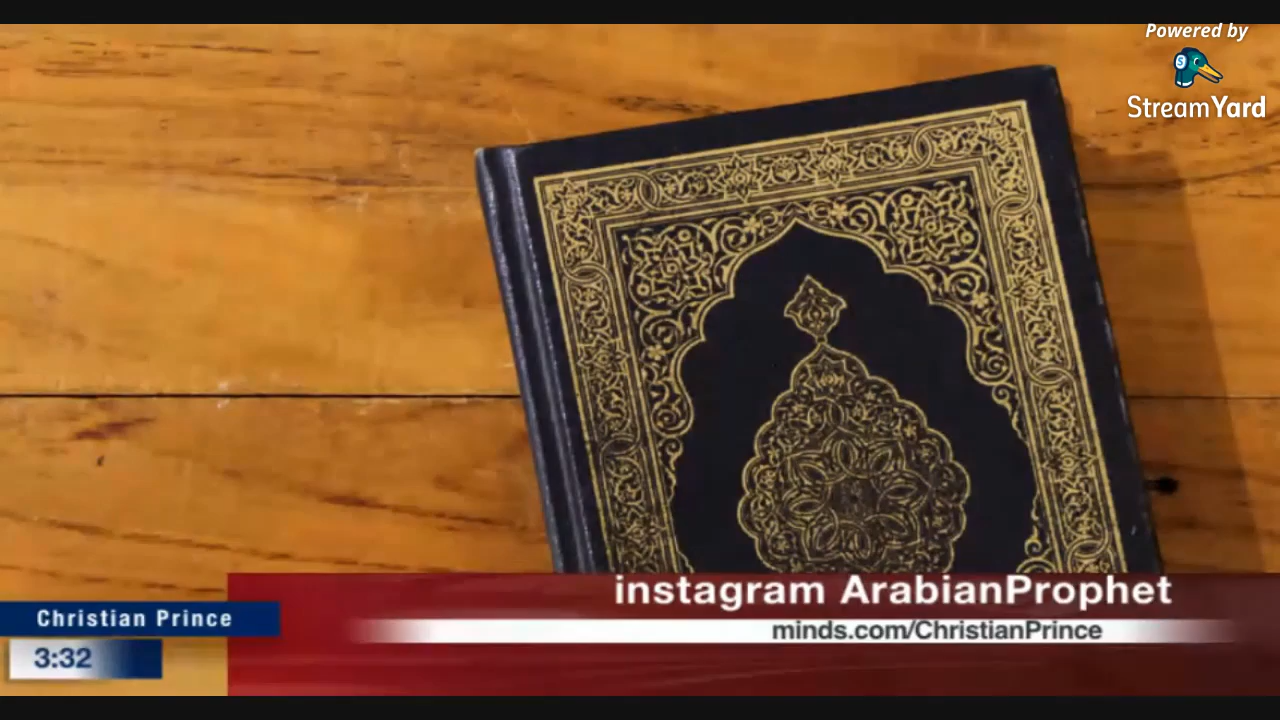 Powered by
StreamYard
instagram ArabianProphet
Christian Prince
minds.com/ChristianPrince
3:32